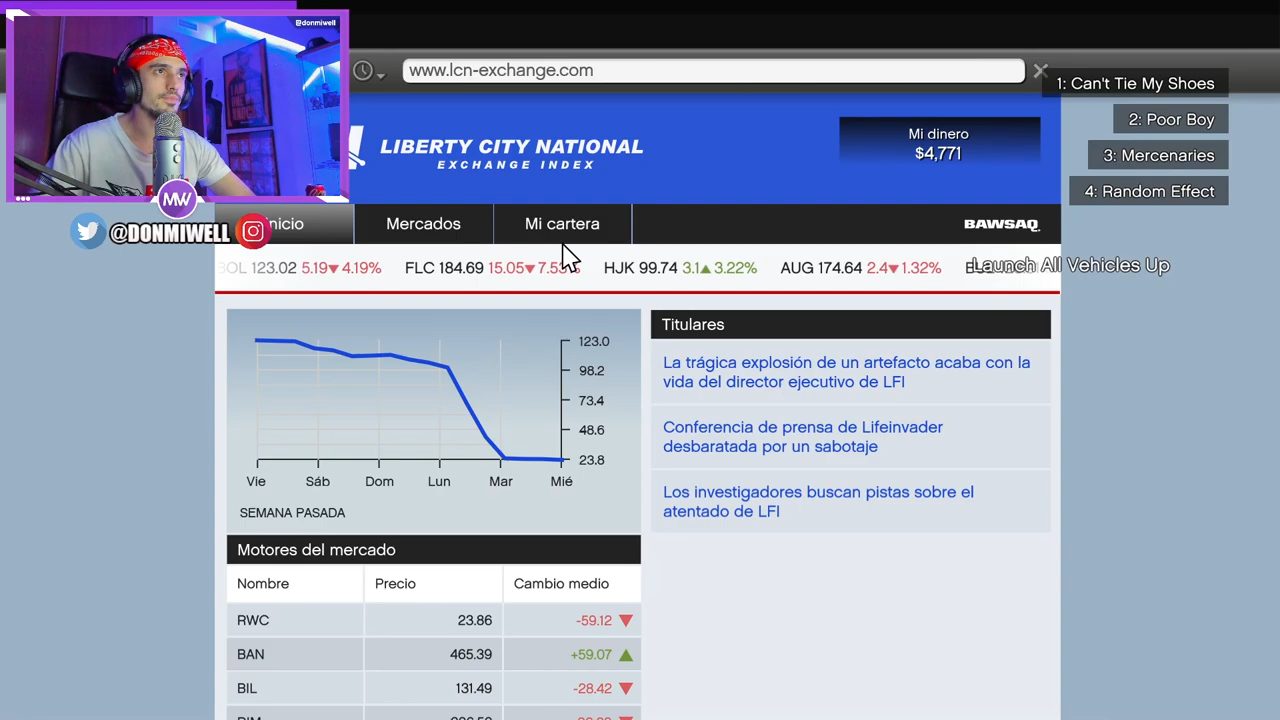 @donmiwell
MW
@DONMIWELL
www.lcn-exchange.com
1: Can't Tie My Shoes
2: Poor Boy
3: Mercenaries
4: Random Effect
Launch All Vehicles Up
LIBERTY CITY NATIONAL
EXCHANGE INDEX
Mi dinero
$4,771
Inicio Mercados Mi cartera BAWSAQ
BOL 123.02 5.19▼4.19% FLC 184.69 15.05▼7.53% HJK 99.74 3.1▲3.22% AUG 174.64 2.4▼1.32%
123.0
98.2
73.4
48.6
23.8
Vie Sáb Dom Lun Mar Mié
SEMANA PASADA
Titulares
La trágica explosión de un artefacto acaba con la
vida del director ejecutivo de LFI
Conferencia de prensa de Lifeinvader
desbaratada por un sabotaje
Los investigadores buscan pistas sobre el
atentado de LFI
Motores del mercado
Nombre Precio Cambio medio
RWC 23.86 -59.12 ▼
BAN 465.39 +59.07 ▲
BIL 131.49 -28.42 ▼